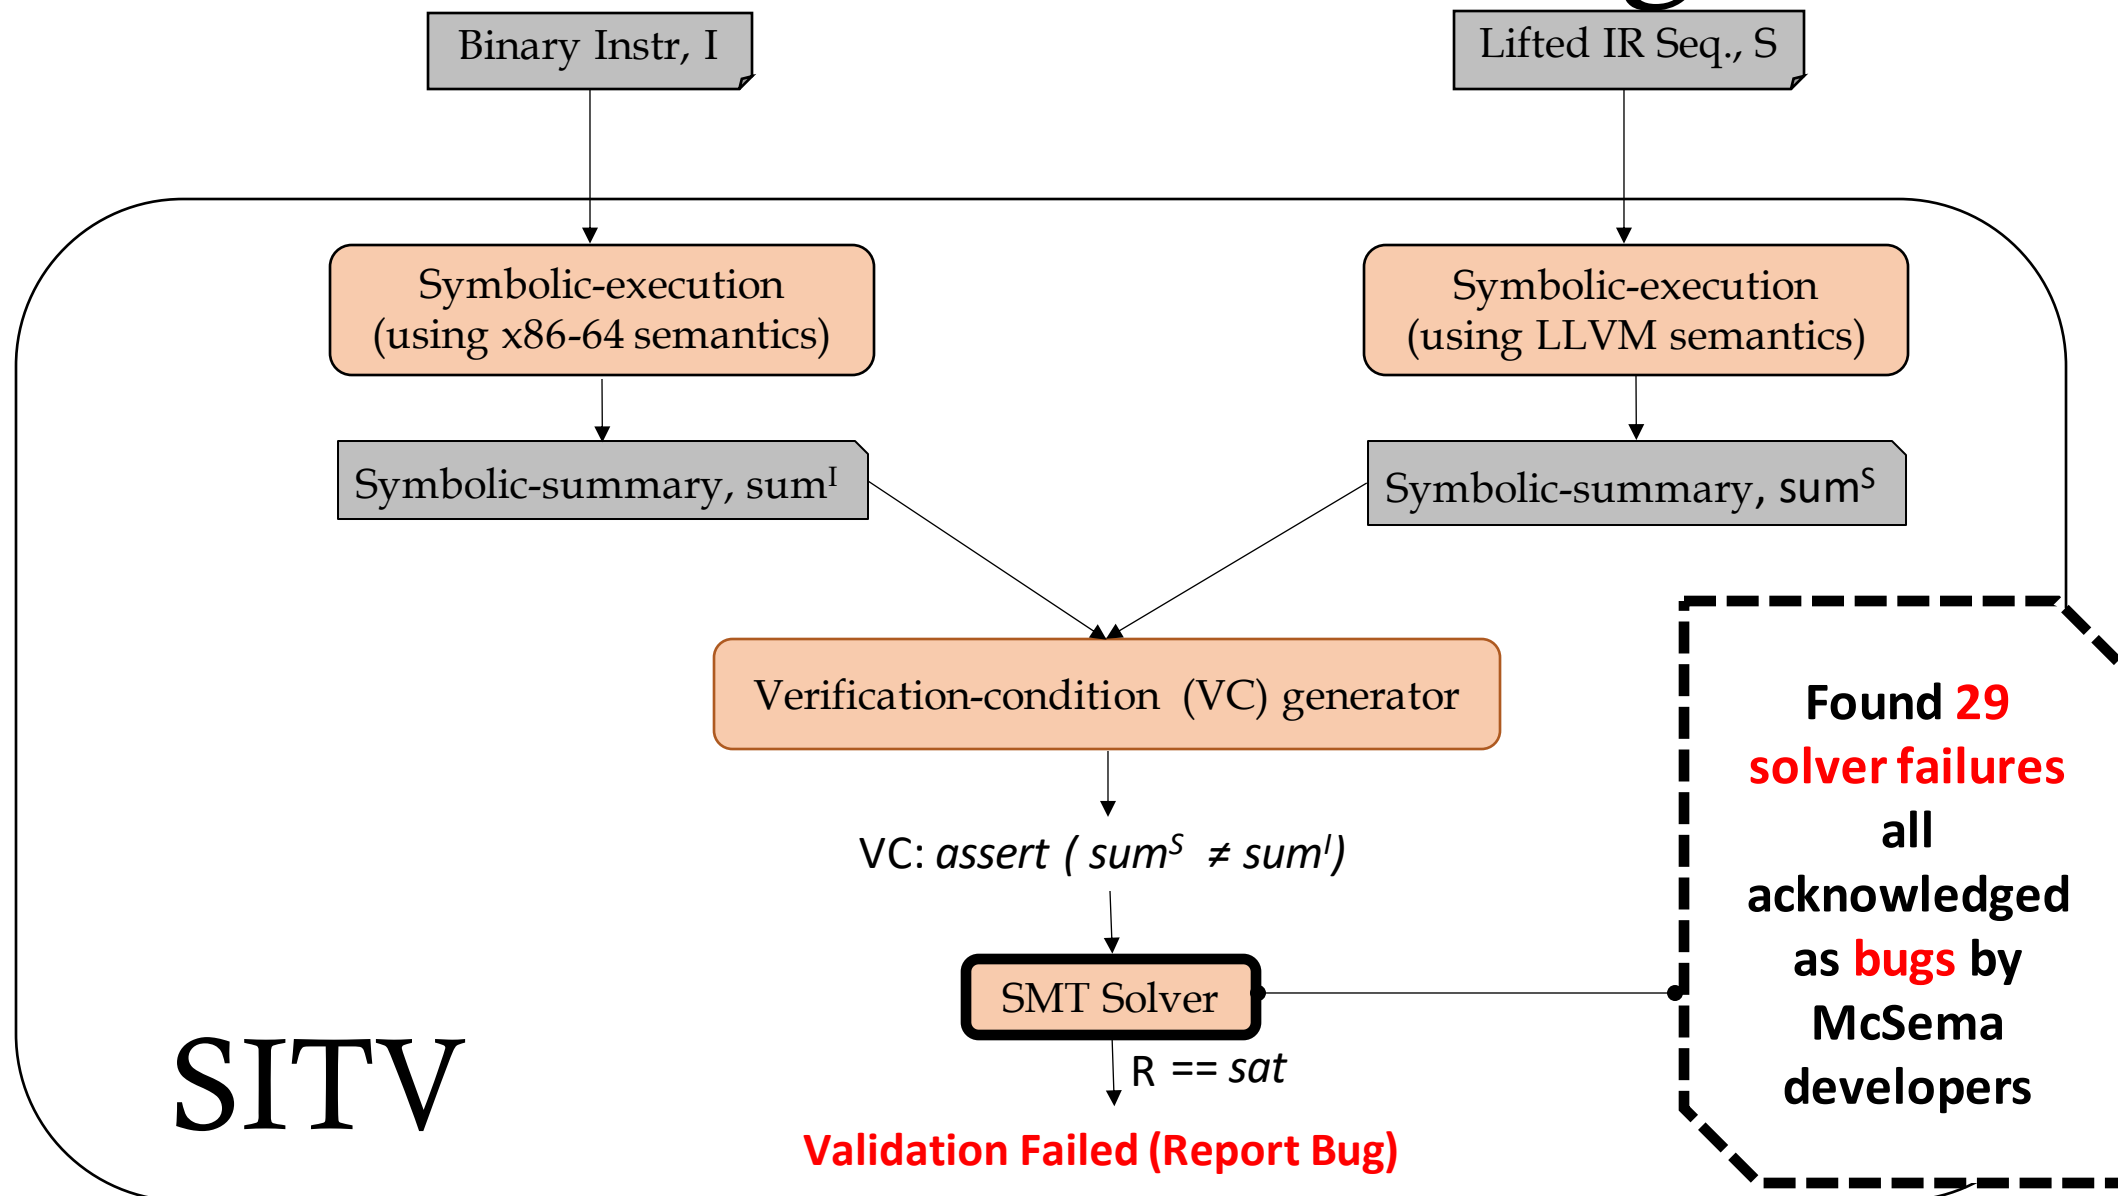 Binary Instr, I
Lifted IR Seq., S
Symbolic-execution
(using x86-64 semantics)
Symbolic-execution
(using LLVM semantics)
Symbolic-summary, sumᴵ
Symbolic-summary, sumˢ
Verification-condition (VC) generator
VC: assert ( sumˢ ≠ sumᴵ)
SMT Solver
R == sat
Validation Failed (Report Bug)
SITV
Found 29
solver failures
all
acknowledged
as bugs by
McSema
developers